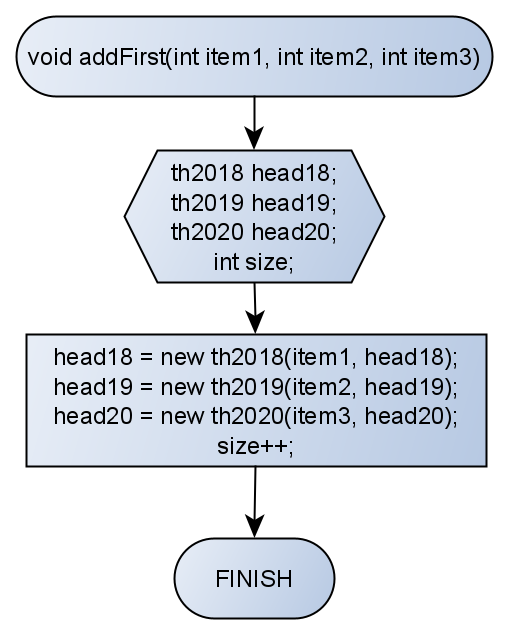 void addFirst(int item1, int item2, int item3)
th2018 head18;
th2019 head19;
th2020 head20;
int size;
head18 = new th2018(item1, head18);
head19 = new th2019(item2, head19);
head20 = new th2020(item3, head20);
size++;
FINISH